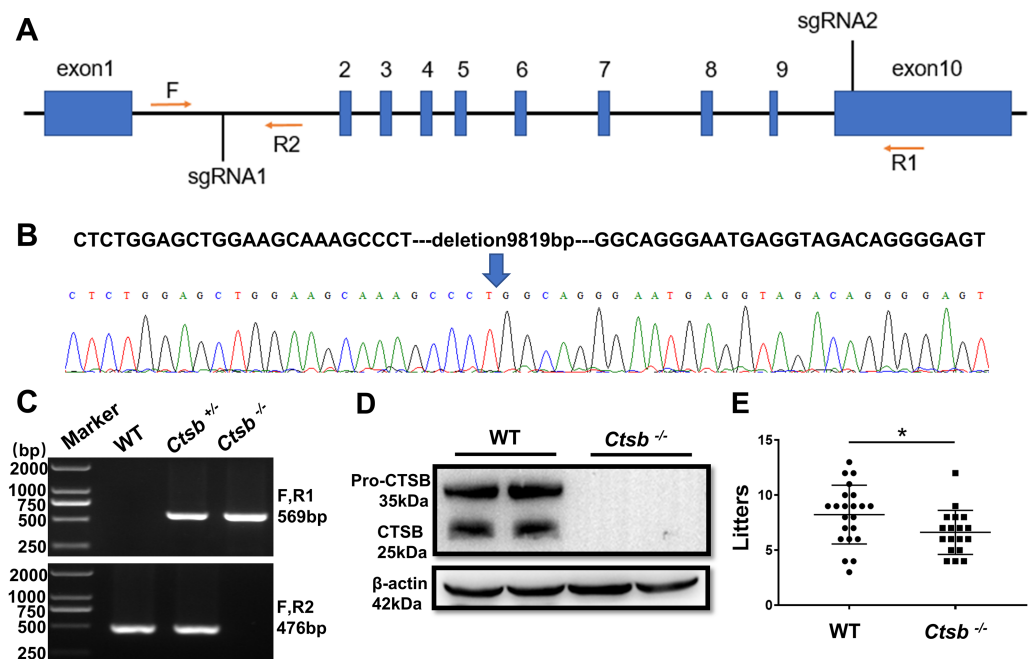 A
sgRNA2
exon1
F
2 3 4 5 6 7 8 9
exon10
R2
R1
sgRNA1
B
CTCTGGAGCTGGAAGCAAAGCCCT---deletion9819bp---GGCAGGGAATGAGGTAGACAGGGGAGT
C T C T G G A G C T G G A A G C A A A G C C C T G G C A G G G A A T G A G G T A G A C A G G G G A G T
C
Marker WT Ctsb +/- Ctsb -/-
(bp)
2000
1000
750
500
250
F,R1
569bp
2000
1000
750
500
250
F,R2
476bp
D
WT Ctsb -/-
Pro-CTSB
35kDa
CTSB
25kDa
β-actin
42kDa
E
*
Litters
15
10
5
0
WT Ctsb -/-